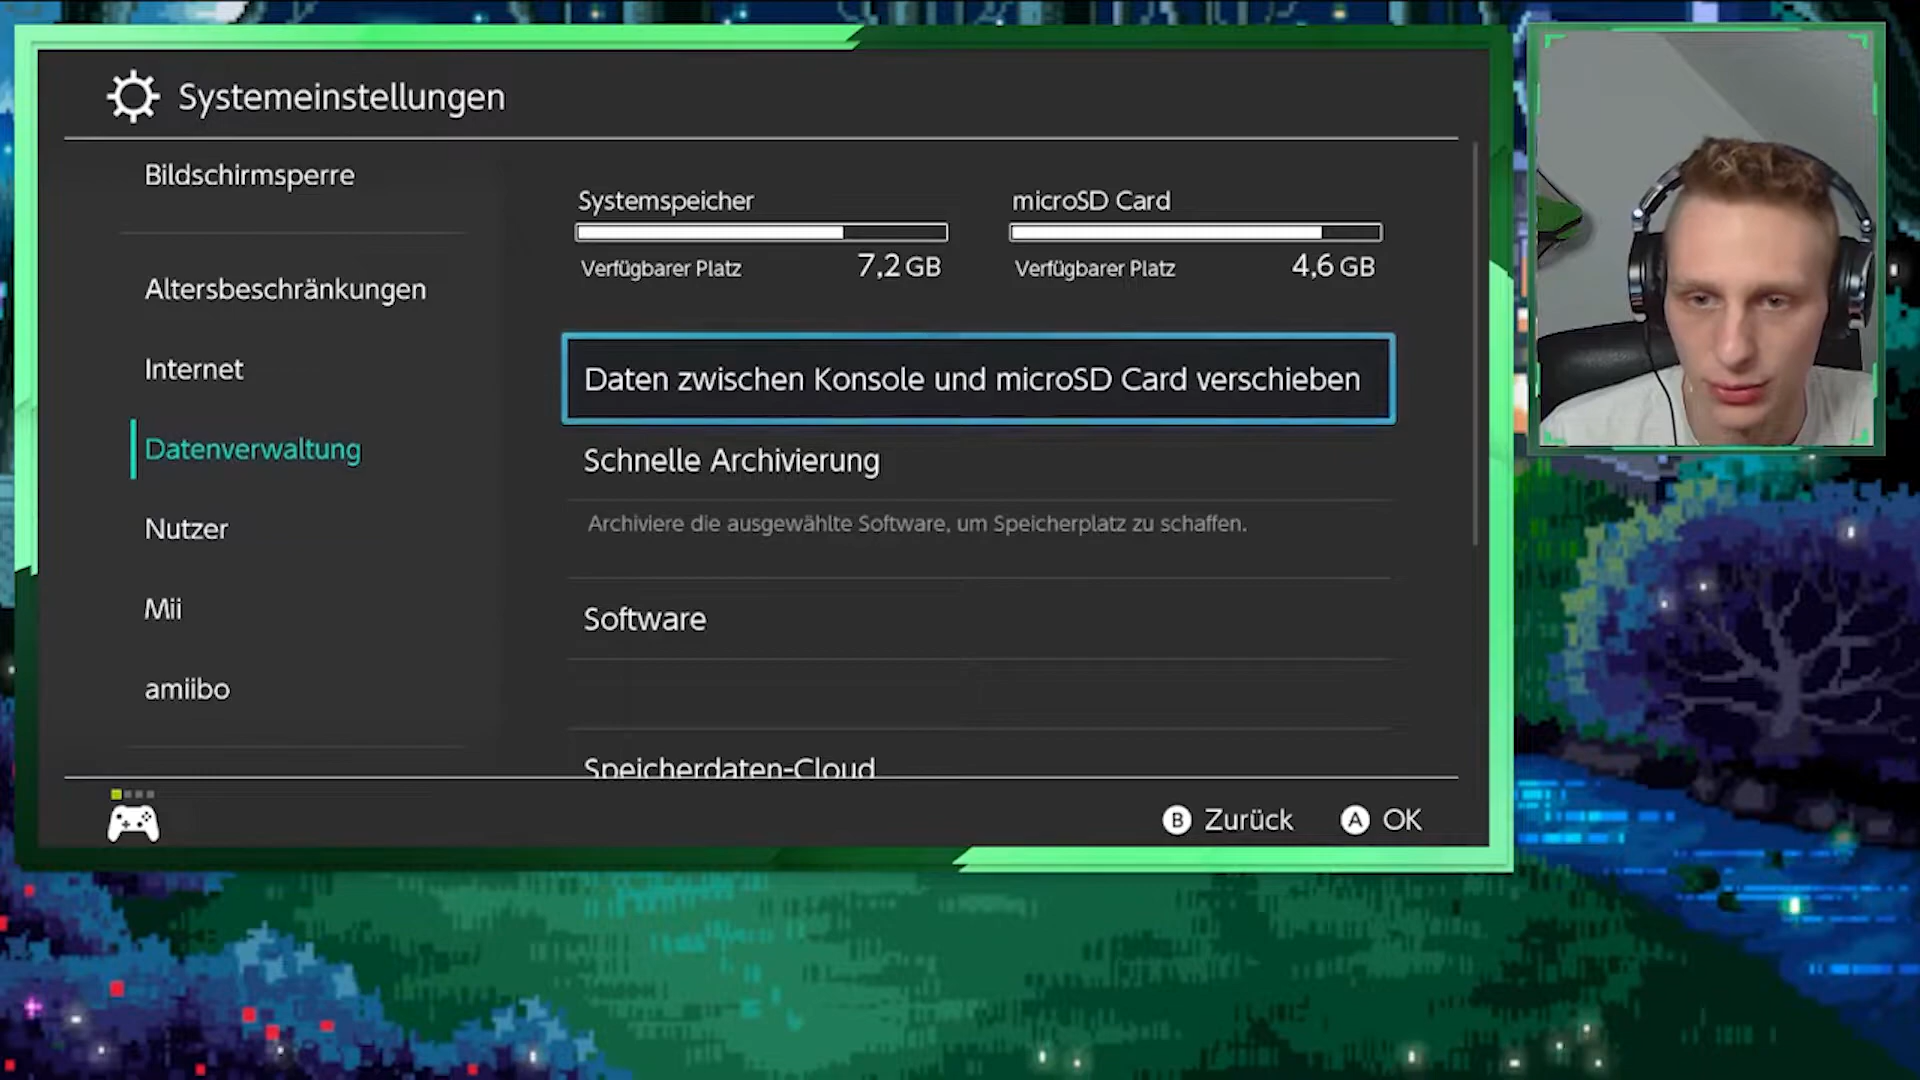 Systemeinstellungen
Bildschirmsperre
Altersbeschränkungen
Internet
Datenverwaltung
Nutzer
Mii
amiibo
Systemspeicher
Verfügbarer Platz 7,2 GB
microSD Card
Verfügbarer Platz 4,6 GB
Daten zwischen Konsole und microSD Card verschieben
Schnelle Archivierung
Archiviere die ausgewählte Software, um Speicherplatz zu schaffen.
Software
Speicherdaten-Cloud
B Zurück A OK